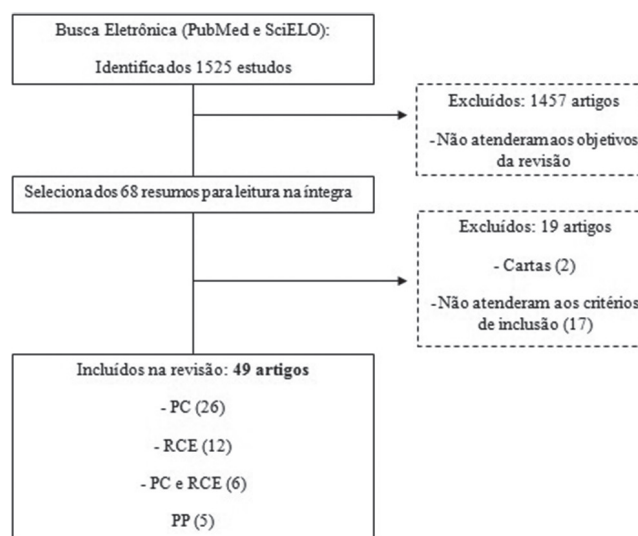 Busca Eletrônica (PubMed e SciELO):
Identificados 1525 estudos
Excluídos: 1457 artigos
-Não atenderam aos objetivos
da revisão
Selecionados 68 resumos para leitura na íntegra
Excluídos: 19 artigos
- Cartas (2)
-Não atenderam aos critérios
de inclusão (17)
Incluídos na revisão: 49 artigos
- PC (26)
- RCE (12)
- PC e RCE (6)
PP (5)